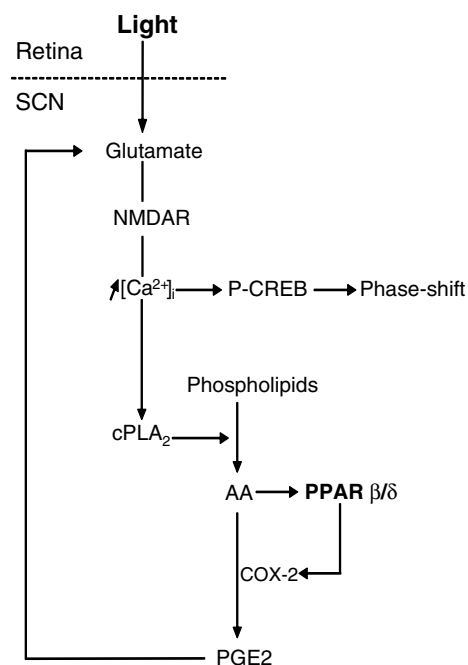 Light
Retina
SCN
Glutamate
NMDAR
[Ca²⁺]ᵢ P-CREB Phase-shift
Phospholipids
cPLA₂
AA PPAR β/δ
COX-2
PGE2